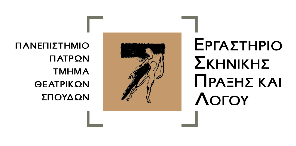 ΠΑΝΕΠΙΣΤΗΜΙΟ
ΠΑΤΡΩΝ
ΤΜΗΜΑ
ΘΕΑΤΡΙΚΩΝ
ΣΠΟΥΔΩΝ
ΕΡΓΑΣΤΗΡΙΟ
ΣΚΗΝΙΚΗΣ
ΠΡΑΞΗΣ ΚΑΙ
ΛΟΓΟΥ